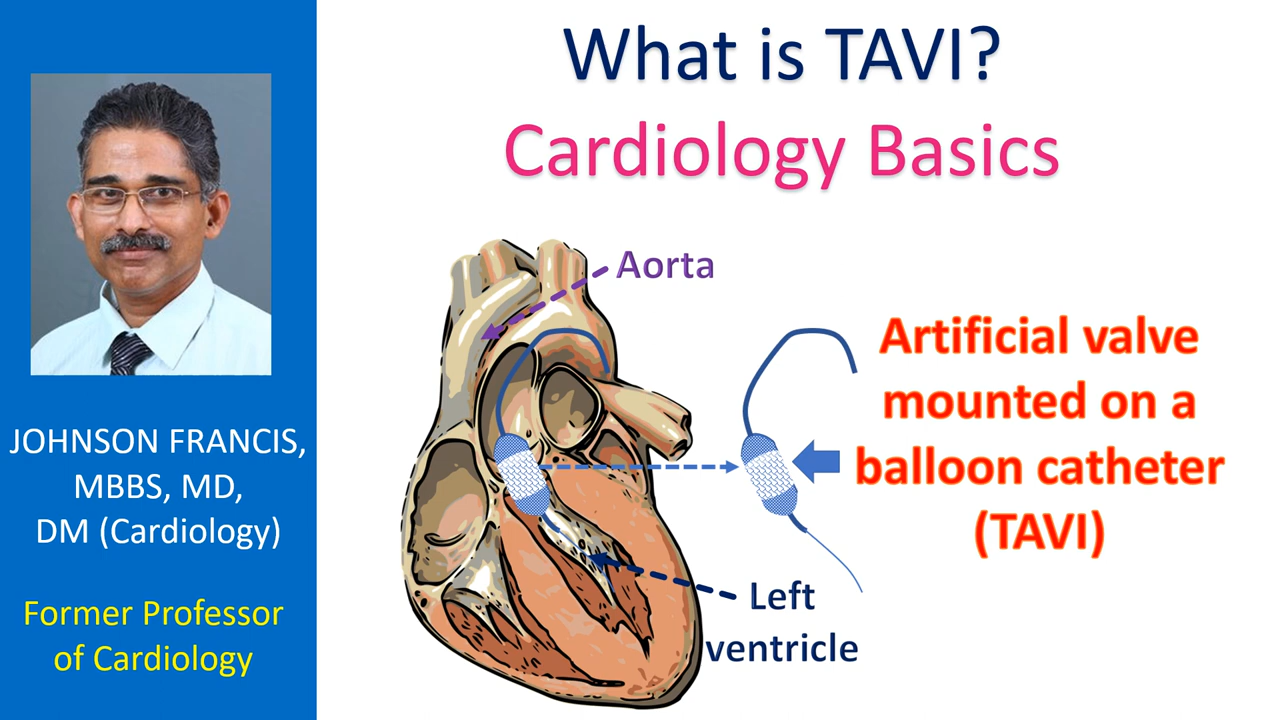 What is TAVI?
Cardiology Basics
JOHNSON FRANCIS,
MBBS, MD,
DM (Cardiology)
Former Professor
of Cardiology
Aorta
Artificial valve
mounted on a
balloon catheter
(TAVI)
Left
ventricle